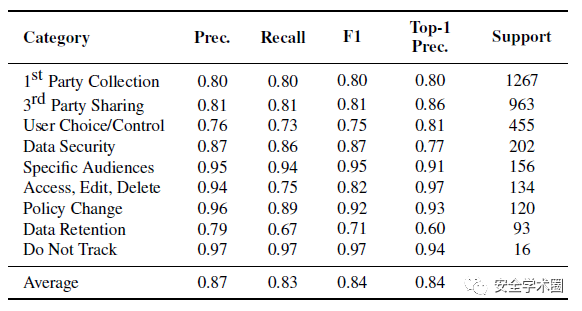 Category Prec. Recall F1 Top-1 Prec. Support
1st Party Collection 0.80 0.80 0.80 0.80 1267
3rd Party Sharing 0.81 0.81 0.81 0.86 963
User Choice/Control 0.76 0.73 0.75 0.81 455
Data Security 0.87 0.86 0.87 0.77 202
Specific Audiences 0.95 0.94 0.95 0.91 156
Access, Edit, Delete 0.94 0.75 0.82 0.97 134
Policy Change 0.96 0.89 0.92 0.93 120
Data Retention 0.79 0.67 0.71 0.60 93
Do Not Track 0.97 0.97 0.97 0.94 16
Average 0.87 0.83 0.84 0.84
安全学术圈